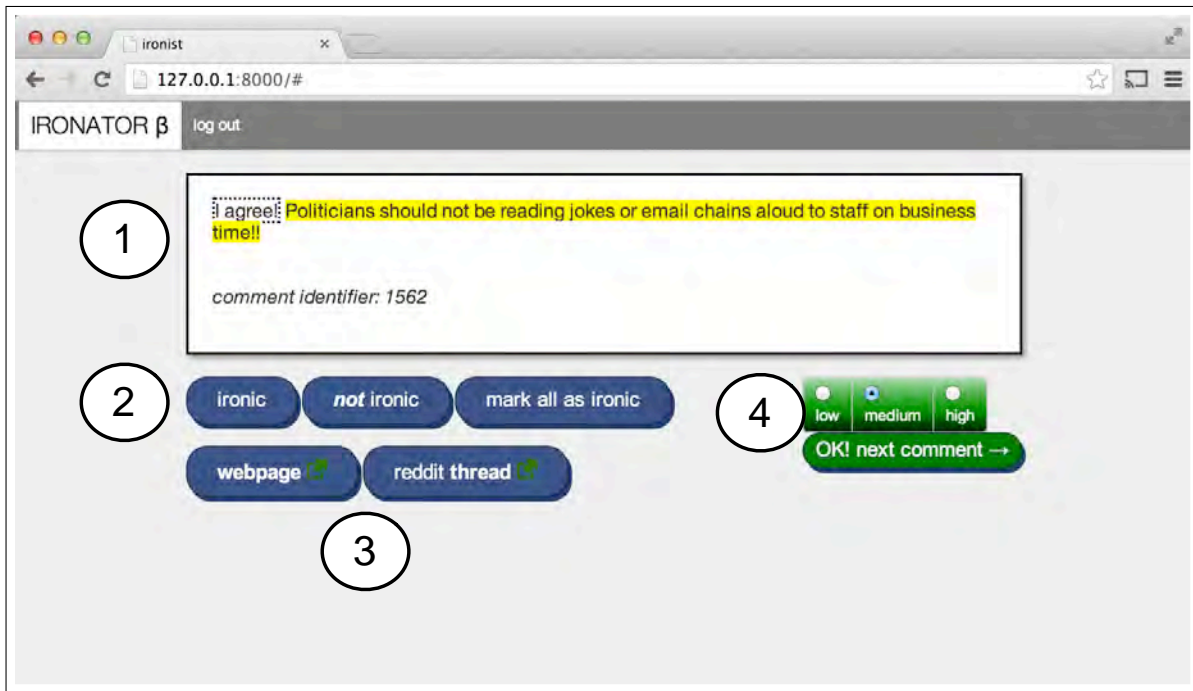 ironist
127.0.0.1:8000/#
IRONATOR β log out
I agree! Politicians should not be reading jokes or email chains aloud to staff on business
time!!
1
comment identifier: 1562
2
ironic not ironic mark all as ironic
4
low medium high
OK! next comment →
webpage reddit thread
3